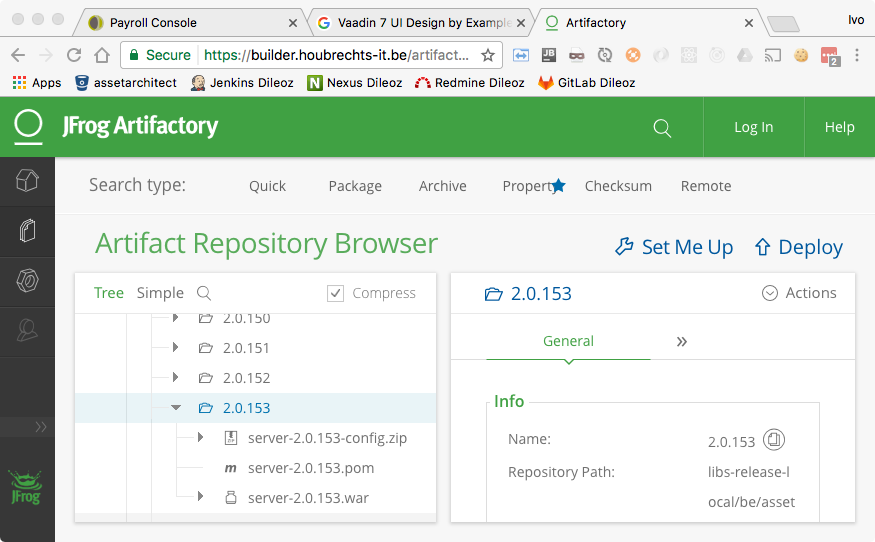 Payroll Console
Vaadin 7 UI Design by Example
Artifactory
Ivo
Secure
https://builder.houbrechts-it.be/artifact...
JB
2
Apps
assetarchitect
Jenkins Dileoz
Nexus Dileoz
Redmine Dileoz
GitLab Dileoz
JFrog Artifactory
Log In
Help
Search type:
Quick
Package
Archive
Property
Checksum
Remote
Artifact Repository Browser
Set Me Up
Deploy
Tree
Simple
Compress
2.0.150
2.0.151
2.0.152
2.0.153
server-2.0.153-config.zip
server-2.0.153.pom
server-2.0.153.war
2.0.153
Actions
General
»
Info
Name:
2.0.153
Repository Path:
libs-release-l
ocal/be/asset
JFrog